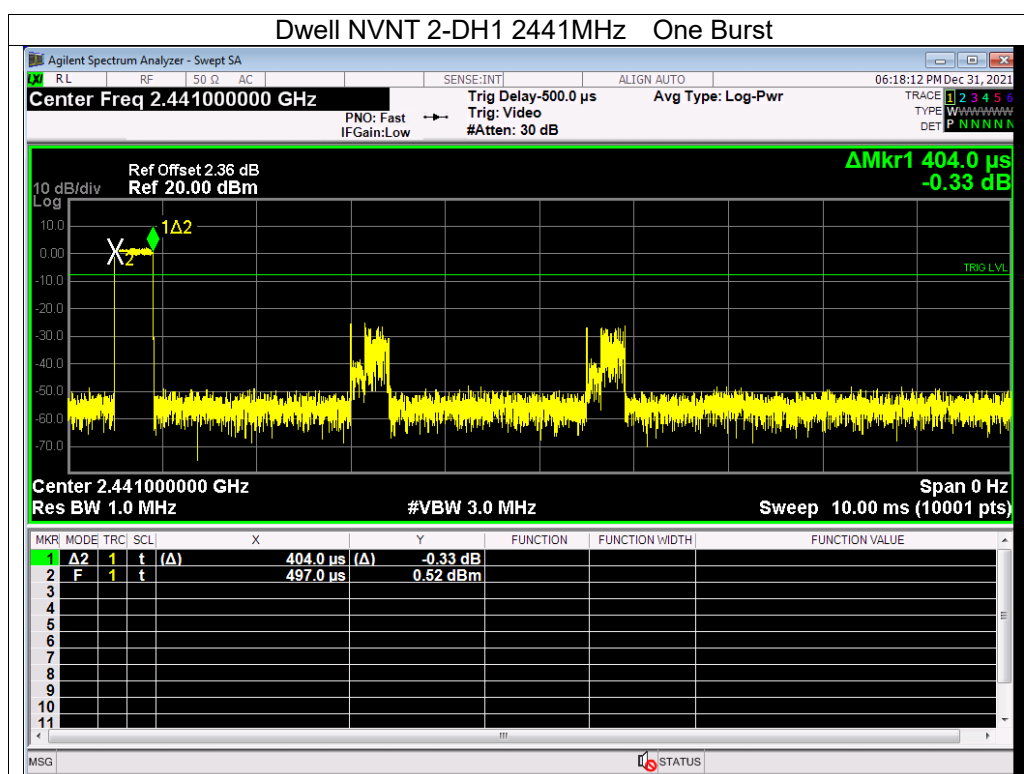 Dwell NVNT 2-DH1 2441MHz One Burst
Agilent Spectrum Analyzer - Swept SA
LXI RL RF 50 Ω AC SENSE:INT ALIGN AUTO 06:18:12 PM Dec 31, 2021
Center Freq 2.441000000 GHz
PNO: Fast
IFGain:Low
Trig Delay-500.0 µs
Trig: Video
#Atten: 30 dB
Avg Type: Log-Pwr
TRACE 1 2 3 4 5 6
TYPE WWWWWW
DET P N N N N N
ΔMkr1 404.0 µs
-0.33 dB
Ref Offset 2.36 dB
10 dB/div Ref 20.00 dBm
Log
10.0
0.00
-10.0
-20.0
-30.0
-40.0
-50.0
-60.0
-70.0
1Δ2
2
TRIG LVL
Center 2.441000000 GHz Span 0 Hz
Res BW 1.0 MHz #VBW 3.0 MHz Sweep 10.00 ms (10001 pts)
MKR MODE TRC SCL X Y FUNCTION FUNCTION WIDTH FUNCTION VALUE
1 Δ2 1 t (Δ) 404.0 µs (Δ) -0.33 dB
2 F 1 t 497.0 µs 0.52 dBm
3
4
5
6
7
8
9
10
11
MSG STATUS